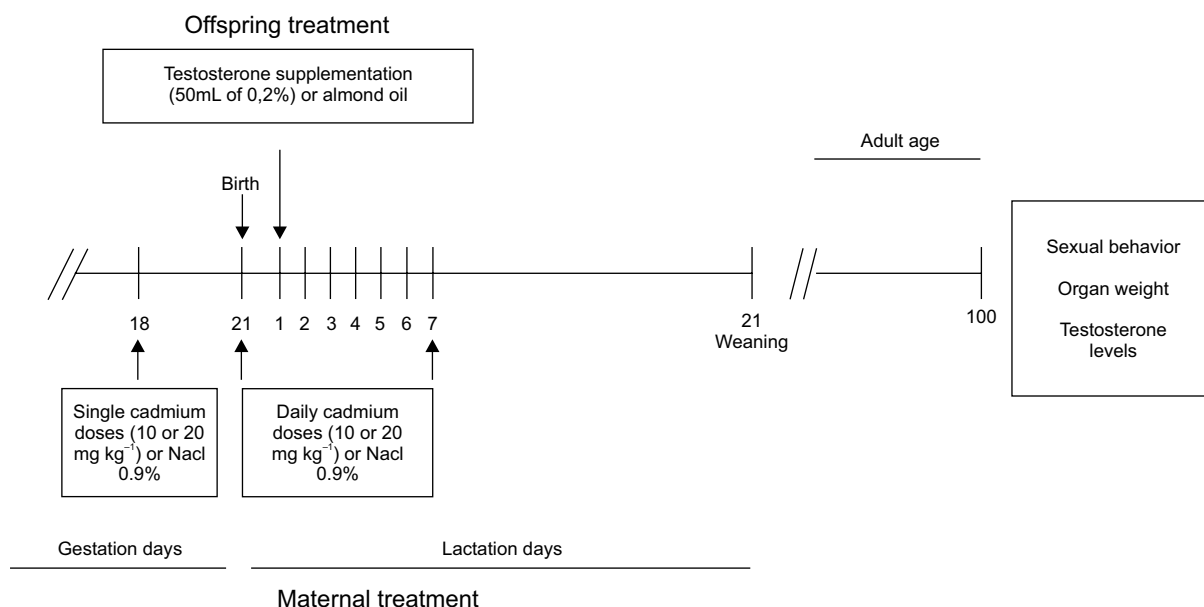 Offspring treatment
Testosterone supplementation
(50mL of 0,2%) or almond oil
Adult age
Birth
18
21
1
2
3
4
5
6
7
21
Weaning
100
Sexual behavior
Organ weight
Testosterone
levels
Single cadmium
doses (10 or 20
mg kg⁻¹) or Nacl
0.9%
Daily cadmium
doses (10 or 20
mg kg⁻¹) or Nacl
0.9%
Gestation days
Lactation days
Maternal treatment